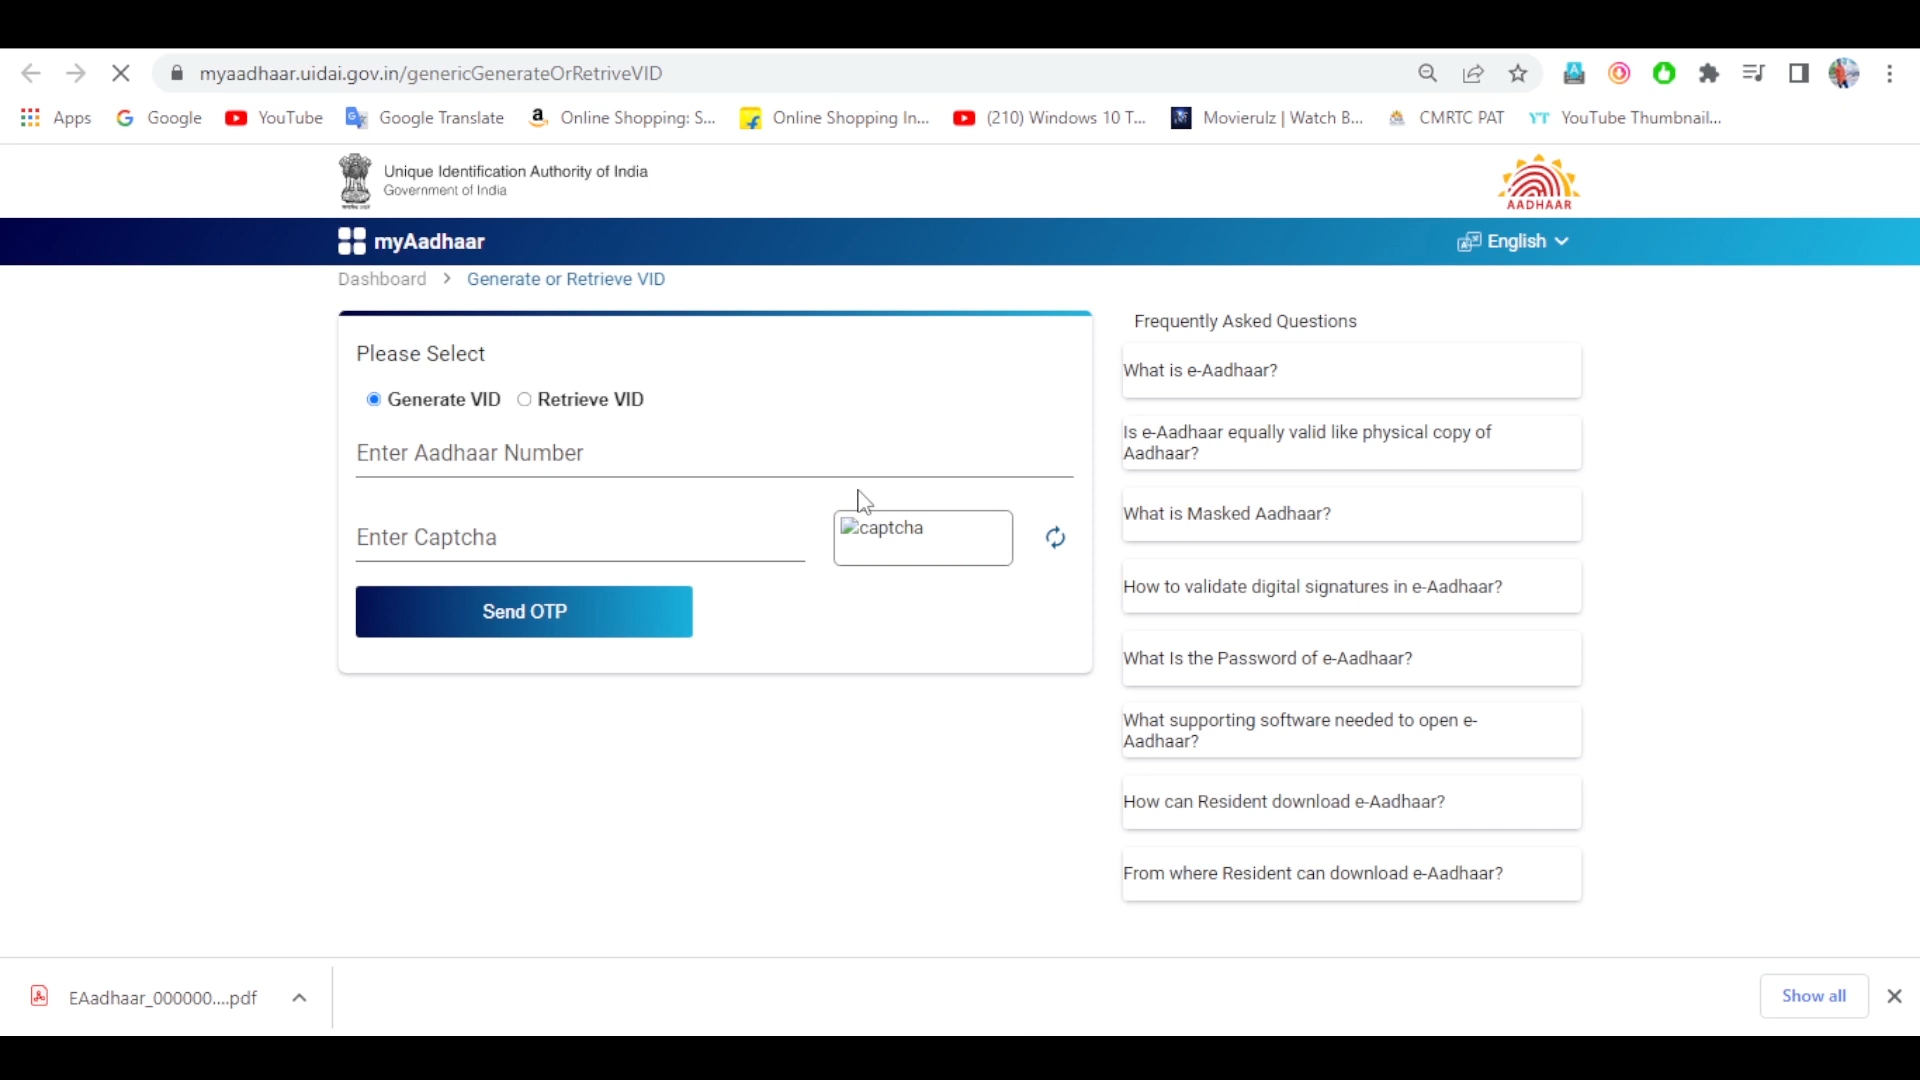 myaadhaar.uidai.gov.in/genericGenerateOrRetriveVID
Apps Google YouTube Google Translate Online Shopping: S... Online Shopping In... (210) Windows 10 T... Movierulz | Watch B... CMRTC PAT YT YouTube Thumbnail...
Unique Identification Authority of India
Government of India
AADHAAR
myAadhaar
English
Dashboard > Generate or Retrieve VID
Please Select
Generate VID Retrieve VID
Enter Aadhaar Number
Enter Captcha
captcha
Send OTP
Frequently Asked Questions
What is e-Aadhaar?
Is e-Aadhaar equally valid like physical copy of
Aadhaar?
What is Masked Aadhaar?
How to validate digital signatures in e-Aadhaar?
What Is the Password of e-Aadhaar?
What supporting software needed to open e-
Aadhaar?
How can Resident download e-Aadhaar?
From where Resident can download e-Aadhaar?
EAadhaar_000000....pdf
Show all